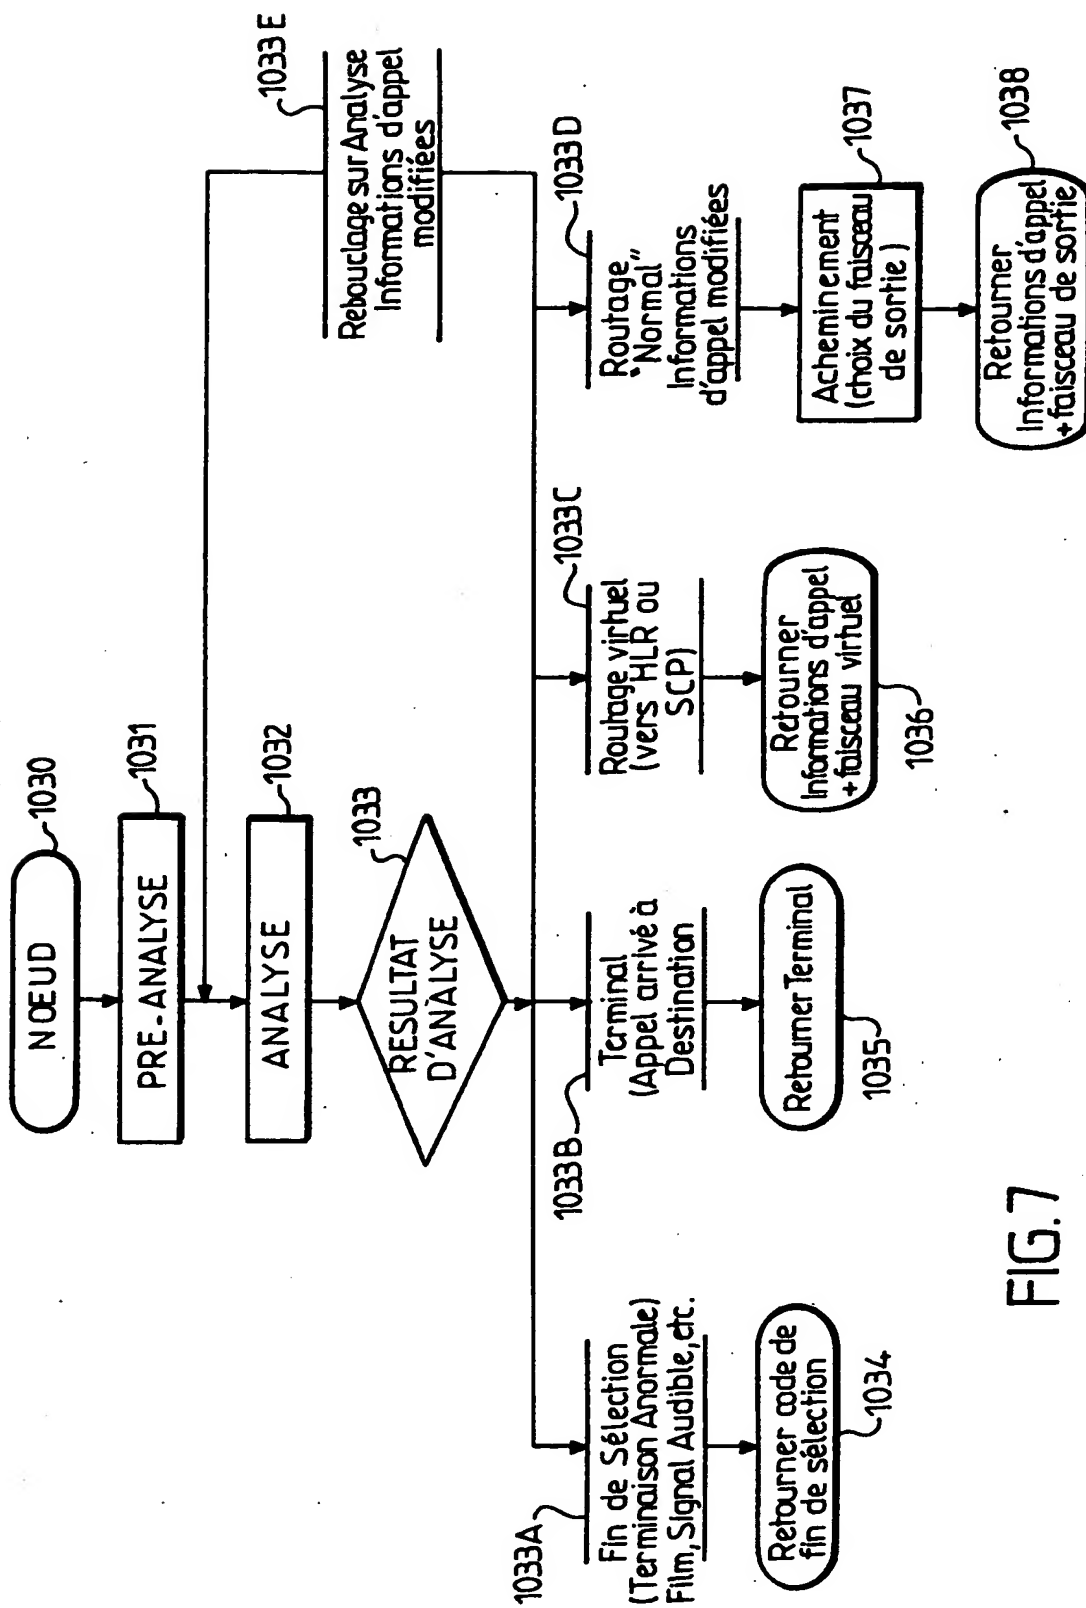 NŒUD
1030
PRE-ANALYSE
1031
ANALYSE
1032
RESULTAT
D'ANALYSE
1033
1033E
Rebouclage sur Analyse
Informations d'appel
modifiées
1033A
Fin de Sélection
(Terminaison Anormale)
Film, Signal Audible, etc.
1033B
Terminal
(Appel arrivé à
Destination
1033C
Routage virtuel
(vers HLR ou
SCP)
1033D
Routage
"Normal"
Informations
d'appel modifiées
Retourner code de
fin de sélection
1034
Retourner Terminal
1035
Retourner
Informations d'appel
+faisceau virtuel
1036
Acheminement
(choix du faisceau
de sortie)
1037
Retourner
Informations d'appel
+faisceau de sortie
1038
FIG.7